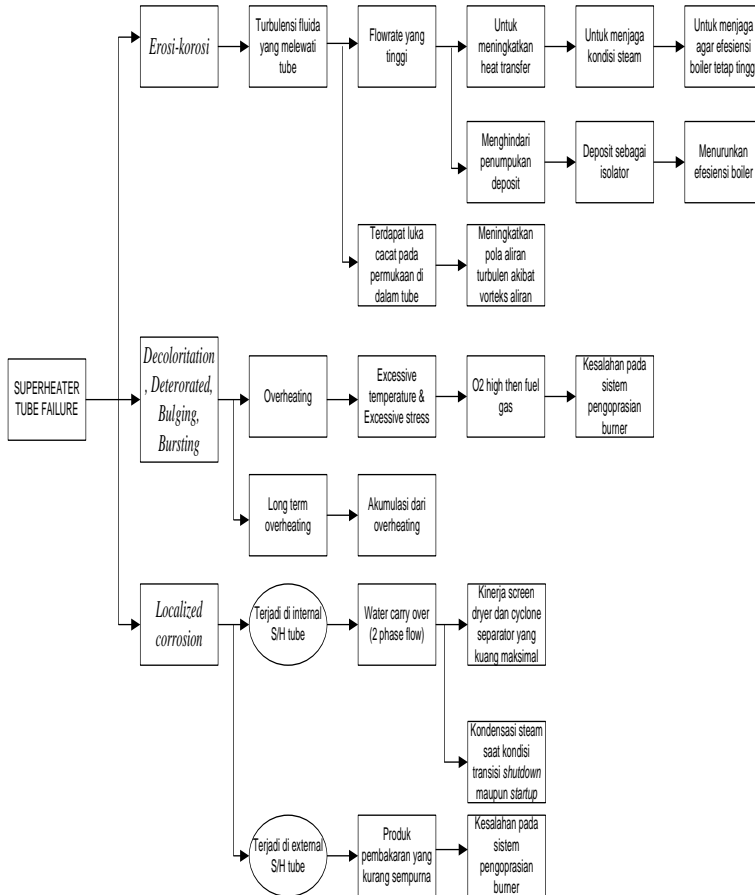 Erosi-korosi
Turbulensi fluida
yang melewati
tube
Flowrate yang
tinggi
Untuk
meningkatkan
heat transfer
Untuk menjaga
kondisi steam
Untuk menjaga
agar efesiensi
boiler tetap tingg
Menghindari
penumpukan
deposit
Deposit sebagai
isolator
Menurunkan
efesiensi boiler
Terdapat luka
cacat pada
permukaan di
dalam tube
Meningkatkan
pola aliran
turbulen akibat
vorteks aliran
SUPERHEATER
TUBE FAILURE
Decoloritation
, Deterorated,
Bulging,
Bursting
Overheating
Excessive
temperature &
Excessive stress
O2 high then fuel
gas
Kesalahan pada
sistem
pengoprasian
burner
Long term
overheating
Akumulasi dari
overheating
Localized
corrosion
Terjadi di internal
S/H tube
Water carry over
(2 phase flow)
Kinerja screen
dryer dan cyclone
separator yang
kuang maksimal
Kondensasi steam
saat kondisi
transisi shutdown
maupun startup
Terjadi di external
S/H tube
Produk
pembakaran yang
kurang sempurna
Kesalahan pada
sistem
pengoprasian
burner